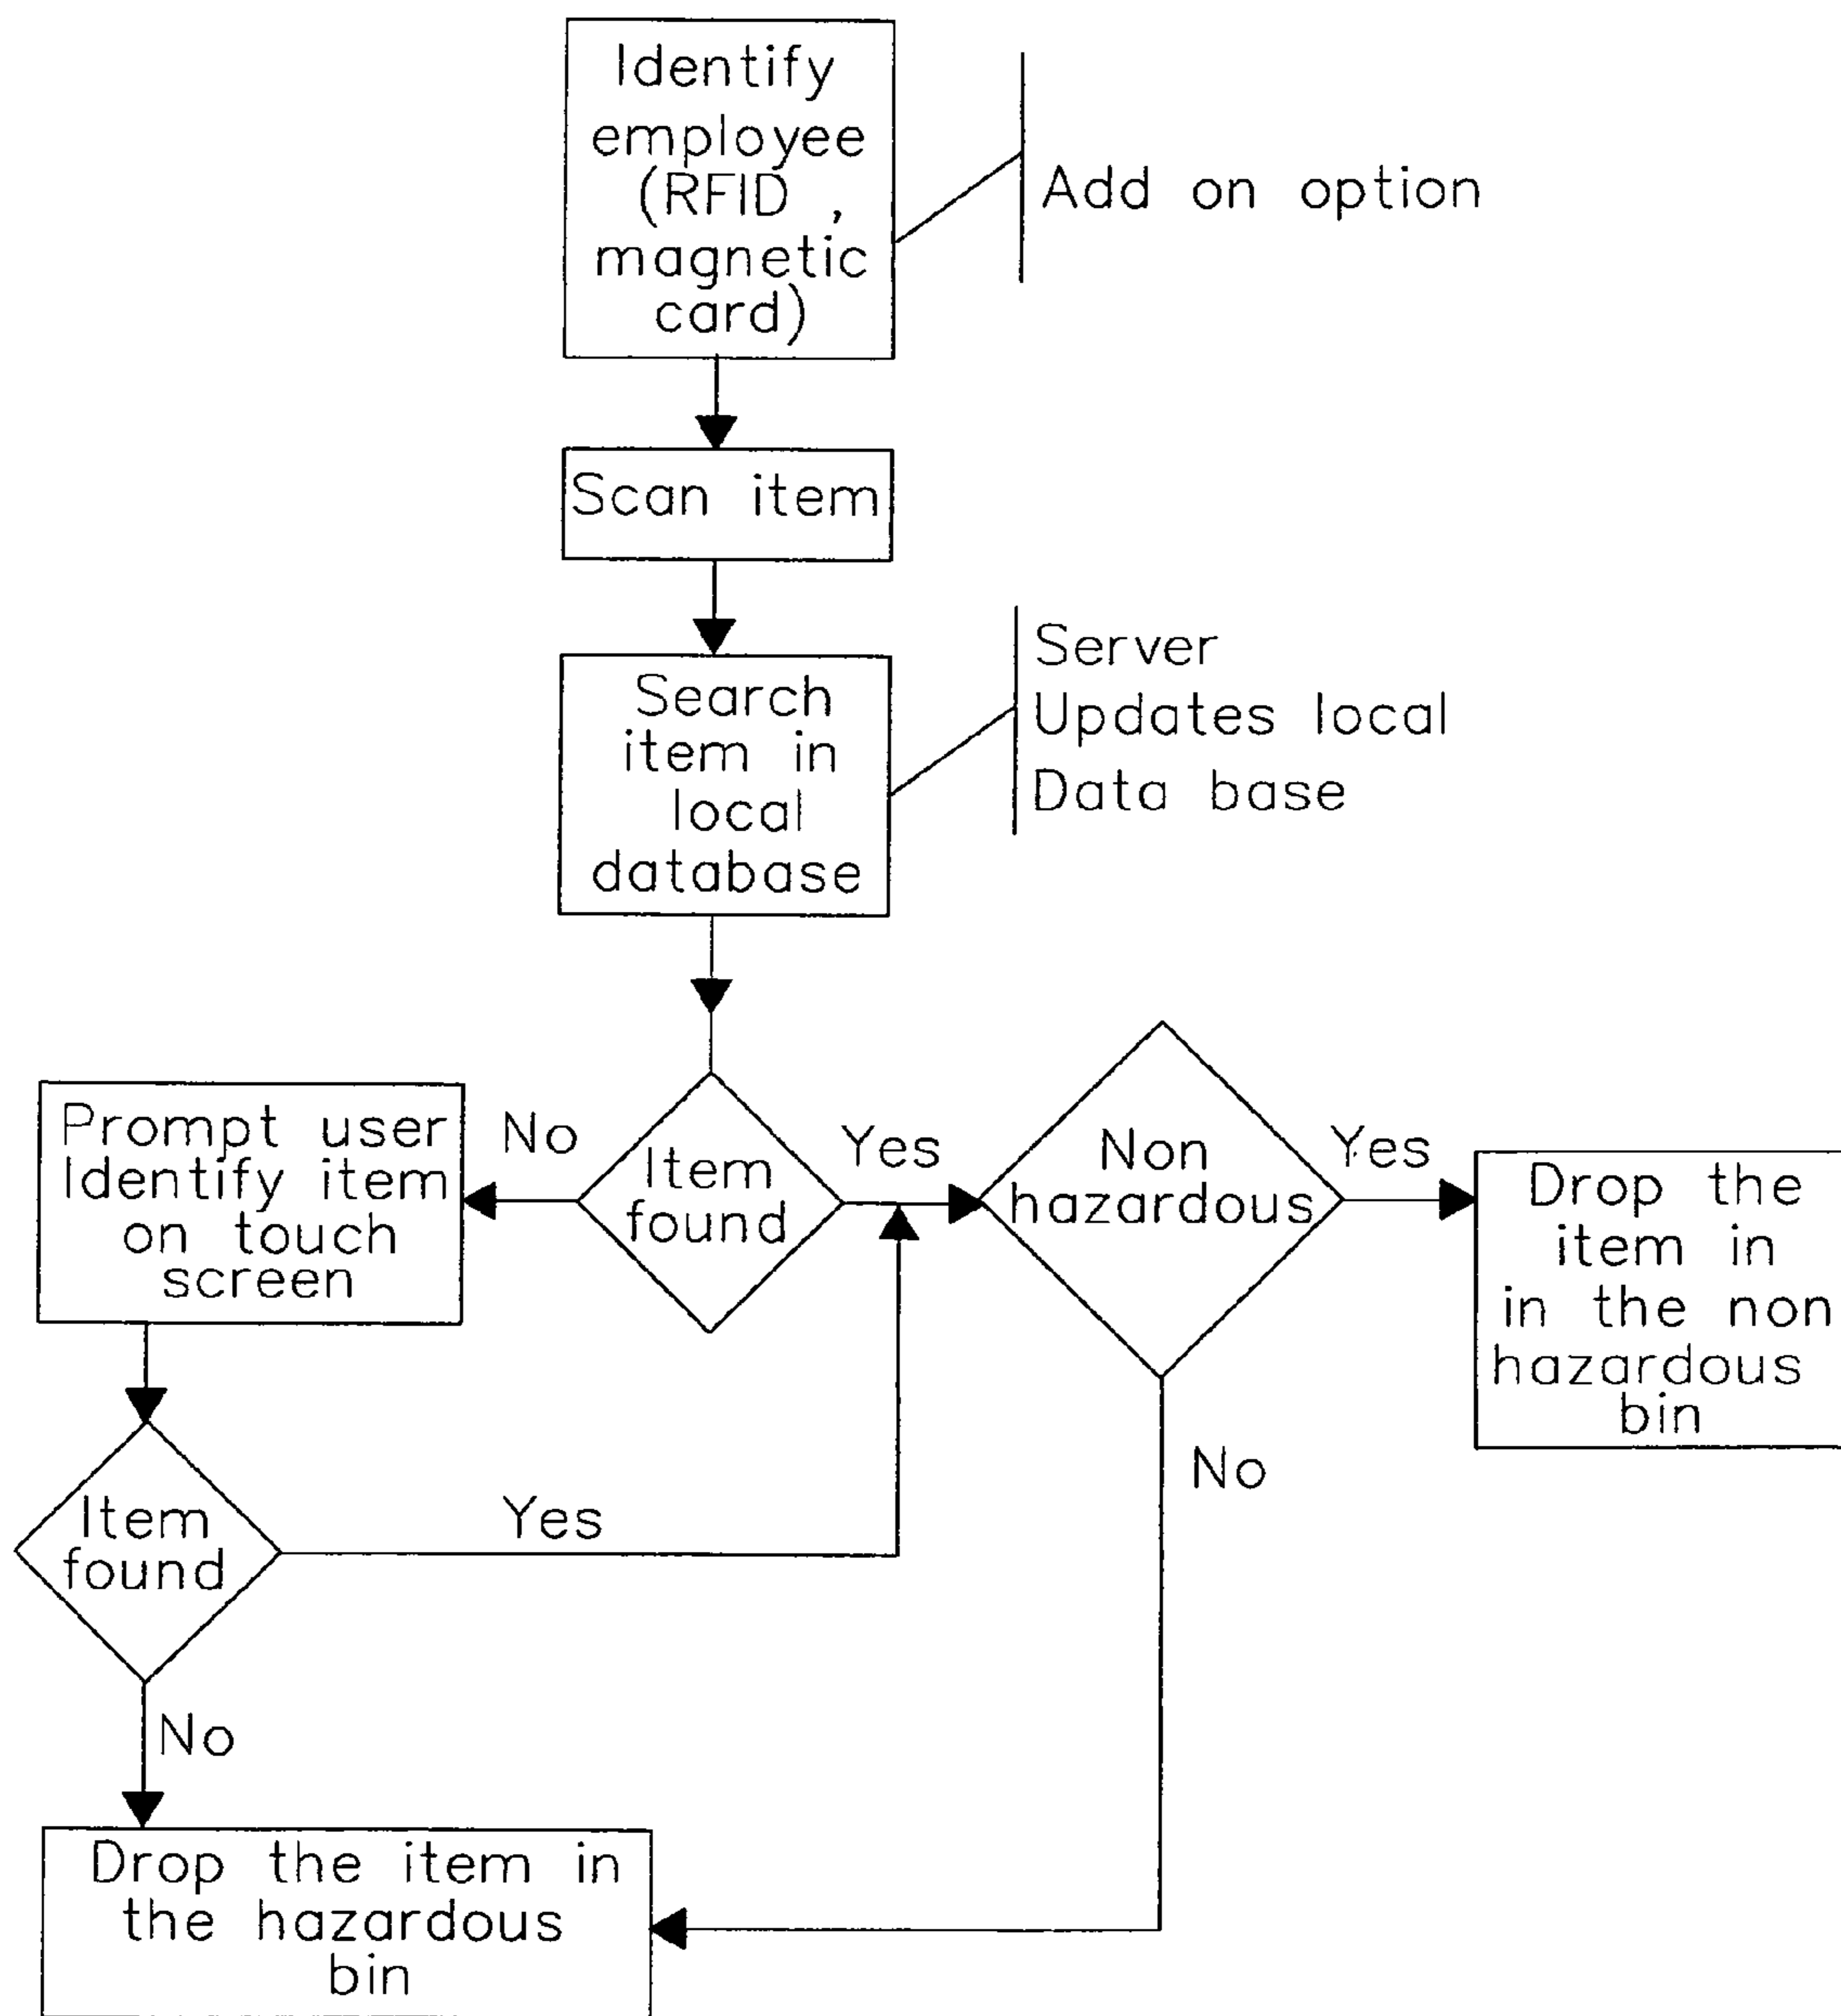 Identify
employee
(RFID ,
magnetic
card)
Add on option
Scan item
Search
item in
local
database
Server
Updates local
Data base
Prompt user
Identify item
on touch
screen
No
Item
found
Yes
Non
hazardous
Yes
Drop the
item in
in the non
hazardous
bin
No
Item
found
Yes
No
Drop the item in
the hazardous
bin